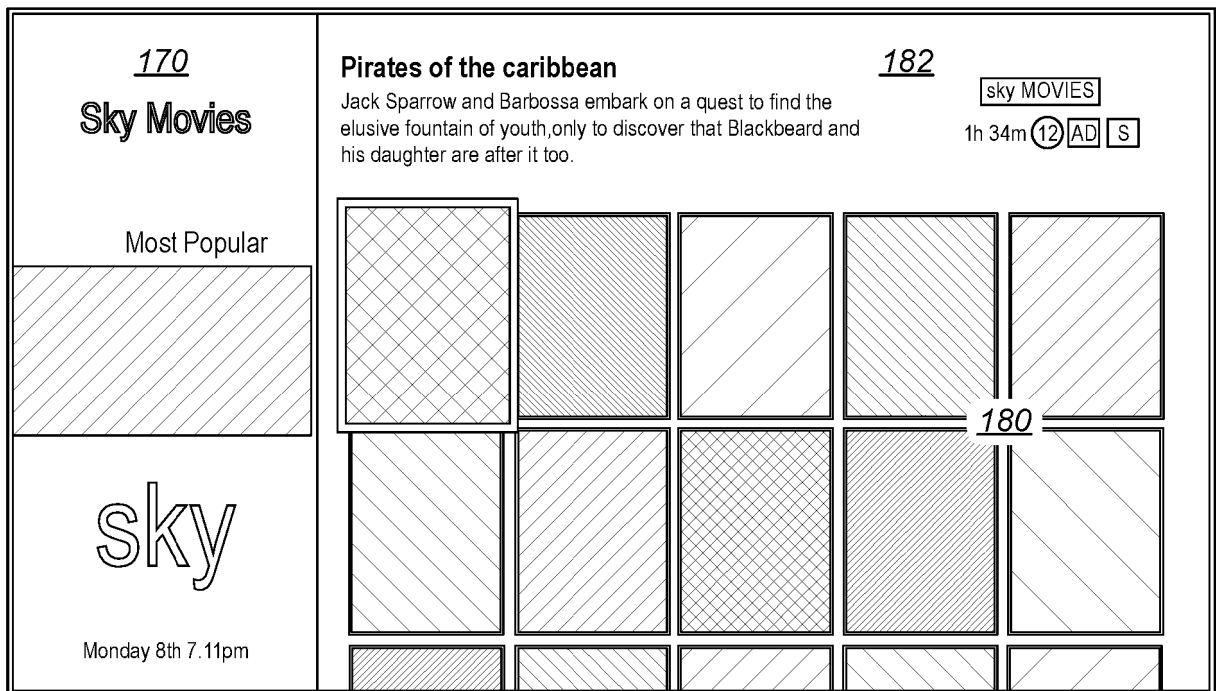 170
Sky Movies
Most Popular
sky
Monday 8th 7.11pm
Pirates of the caribbean
Jack Sparrow and Barbossa embark on a quest to find the
elusive fountain of youth,only to discover that Blackbeard and
his daughter are after it too.
182
sky MOVIES
1h 34m 12 AD S
180